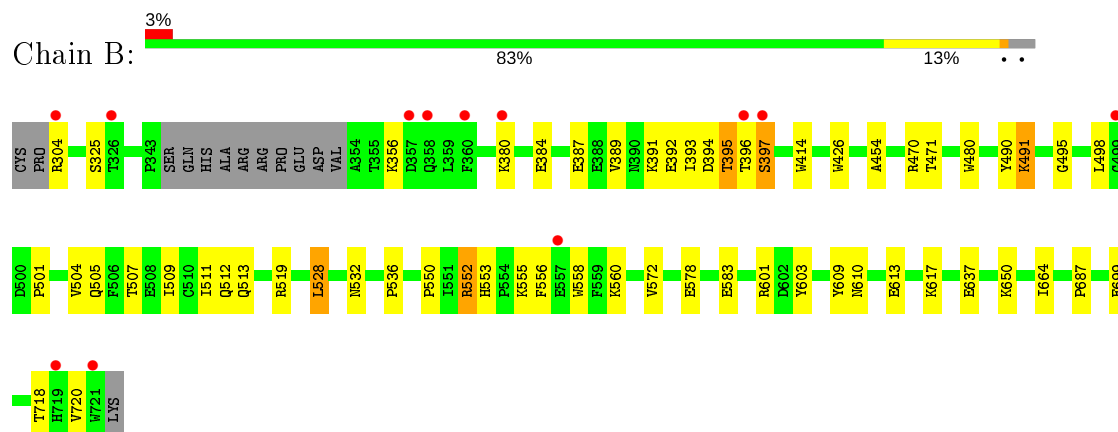 3%
Chain B:
83% 13% • •
CYS PRO R304 S325 T326 P343 SER GLN HIS ALA ARG ARG PRO GLU ASP VAL A354 T355 K356 D357 Q358 L359 F360 K380 E384 E387 E388 V389 N390 K391 E392 I393 D394 T395 T396 S397 W414 W426 A454 R470 T471 W480 Y490 K491 G495 L498
D500 P501 V504 Q505 F506 T507 E508 I509 C510 I511 Q512 Q513 R519 L528 N532 P536 P550 I551 R552 H553 P554 K555 F556 E557 W558 F559 K560 V572 E578 E583 R601 D602 Y603 Y609 N610 E613 K617 E637 K650 I664 P687
T718 H719 V720 W721 LYS